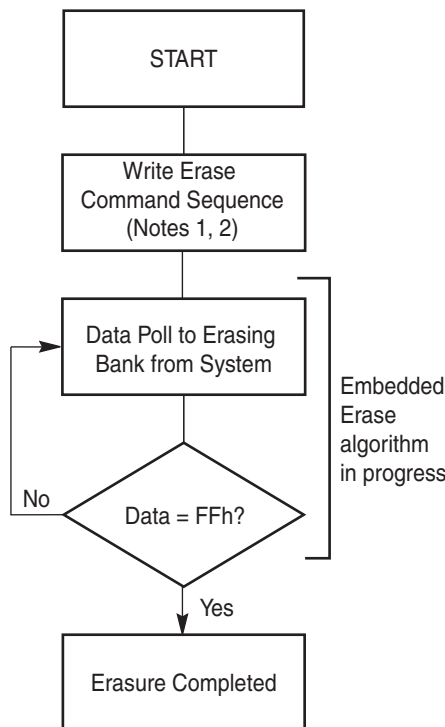 START
Write Erase
Command Sequence
(Notes 1, 2)
Data Poll to Erasing
Bank from System
Embedded
Erase
algorithm
in progress
No
Data = FFh?
Yes
Erasure Completed